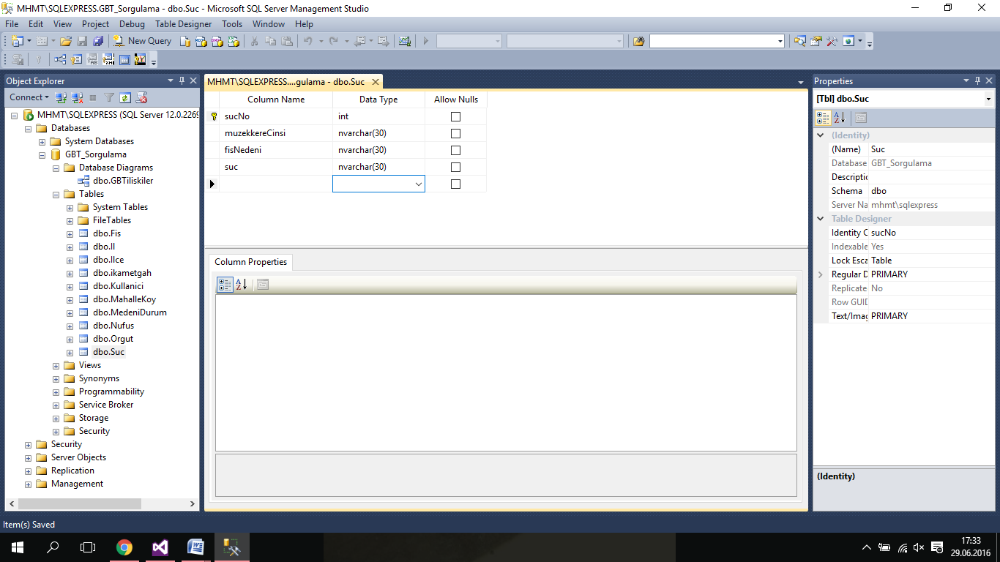 MHMT\SQLEXPRESS.GBT_Sorgulama - dbo.Suc - Microsoft SQL Server Management Studio
File Edit View Project Debug Table Designer Tools Window Help
New Query
Object Explorer
Connect
MHMT\SQLEXPRESS (SQL Server 12.0.2269
Databases
System Databases
GBT_Sorgulama
Database Diagrams
dbo.GBTiliskiler
Tables
System Tables
FileTables
dbo.Fis
dbo.Il
dbo.Ilce
dbo.ikametgah
dbo.Kullanici
dbo.MahalleKoy
dbo.MedeniDurum
dbo.Nufus
dbo.Orgut
dbo.Suc
Views
Synonyms
Programmability
Service Broker
Storage
Security
Security
Server Objects
Replication
Management
MHMT\SQLEXPRESS....gulama - dbo.Suc
Column Name Data Type Allow Nulls
sucNo int
muzekkereCinsi nvarchar(30)
fisNedeni nvarchar(30)
suc nvarchar(30)
Column Properties
Properties
[Tbl] dbo.Suc
(Identity)
(Name) Suc
Database GBT_Sorgulama
Descriptic
Schema dbo
Server Na mhmt\sqlexpress
Table Designer
Identity C sucNo
Indexable Yes
Lock Esca Table
Regular D PRIMARY
Replicate No
Row GUID
Text/Imag PRIMARY
(Identity)
Item(s) Saved
17:33
29.06.2016